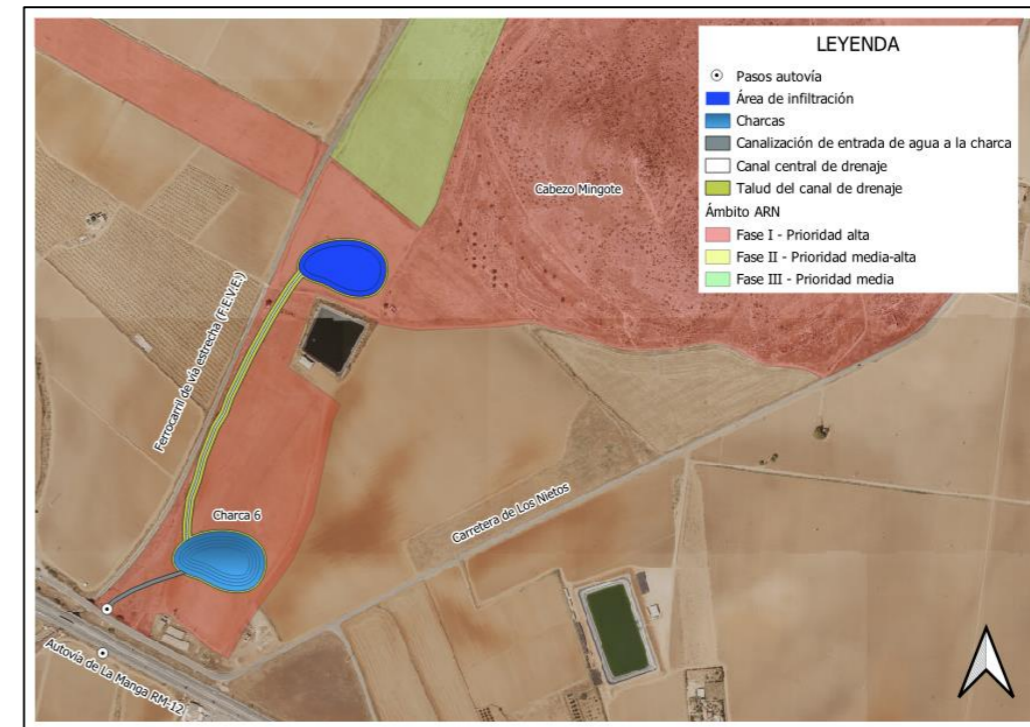 LEYENDA
Pasos autovía
Área de infiltración
Charcas
Canalización de entrada de agua a la charca
Canal central de drenaje
Talud del canal de drenaje
Ámbito ARN
Fase I - Prioridad alta
Fase II - Prioridad media-alta
Fase III - Prioridad media
Cabezo Mingote
Ferrocarril de vía estrecha (F.E.V.E.)
Charca 6
Carretera de Los Nietos
Autovía de La Manga RM-12